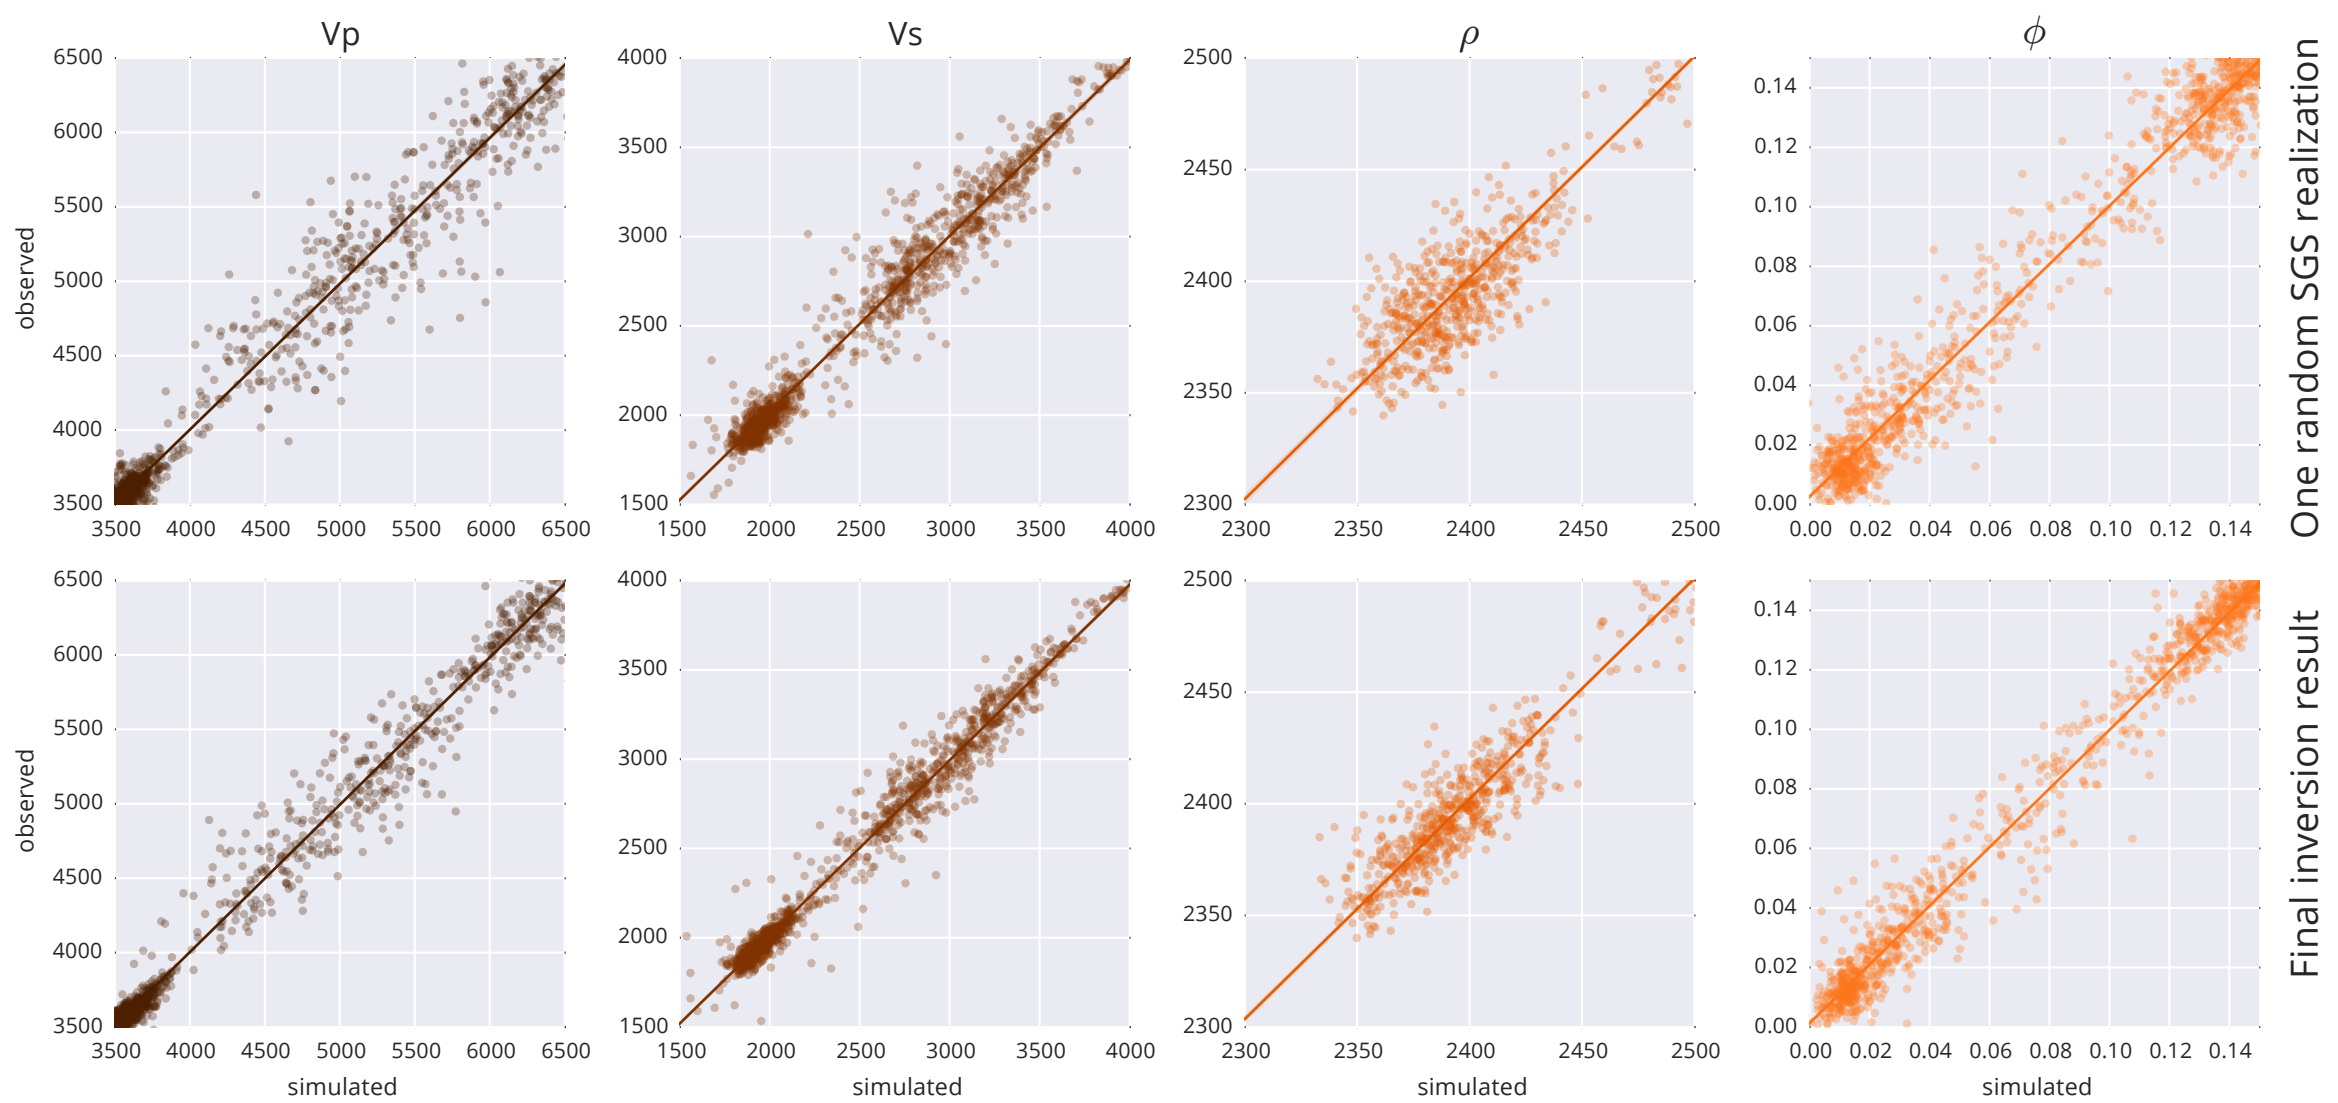 Vp Vs ρ ϕ
6500 6000 5500 5000 4500 4000 3500
observed
3500 4000 4500 5000 5500 6000 6500
4000 3500 3000 2500 2000 1500
1500 2000 2500 3000 3500 4000
2500 2450 2400 2350 2300
2300 2350 2400 2450 2500
0.14 0.12 0.10 0.08 0.06 0.04 0.02 0.00
0.00 0.02 0.04 0.06 0.08 0.10 0.12 0.14
One random SGS realization
6500 6000 5500 5000 4500 4000 3500
observed
3500 4000 4500 5000 5500 6000 6500
simulated
4000 3500 3000 2500 2000 1500
1500 2000 2500 3000 3500 4000
simulated
2500 2450 2400 2350 2300
2300 2350 2400 2450 2500
simulated
0.14 0.12 0.10 0.08 0.06 0.04 0.02 0.00
0.00 0.02 0.04 0.06 0.08 0.10 0.12 0.14
simulated
Final inversion result